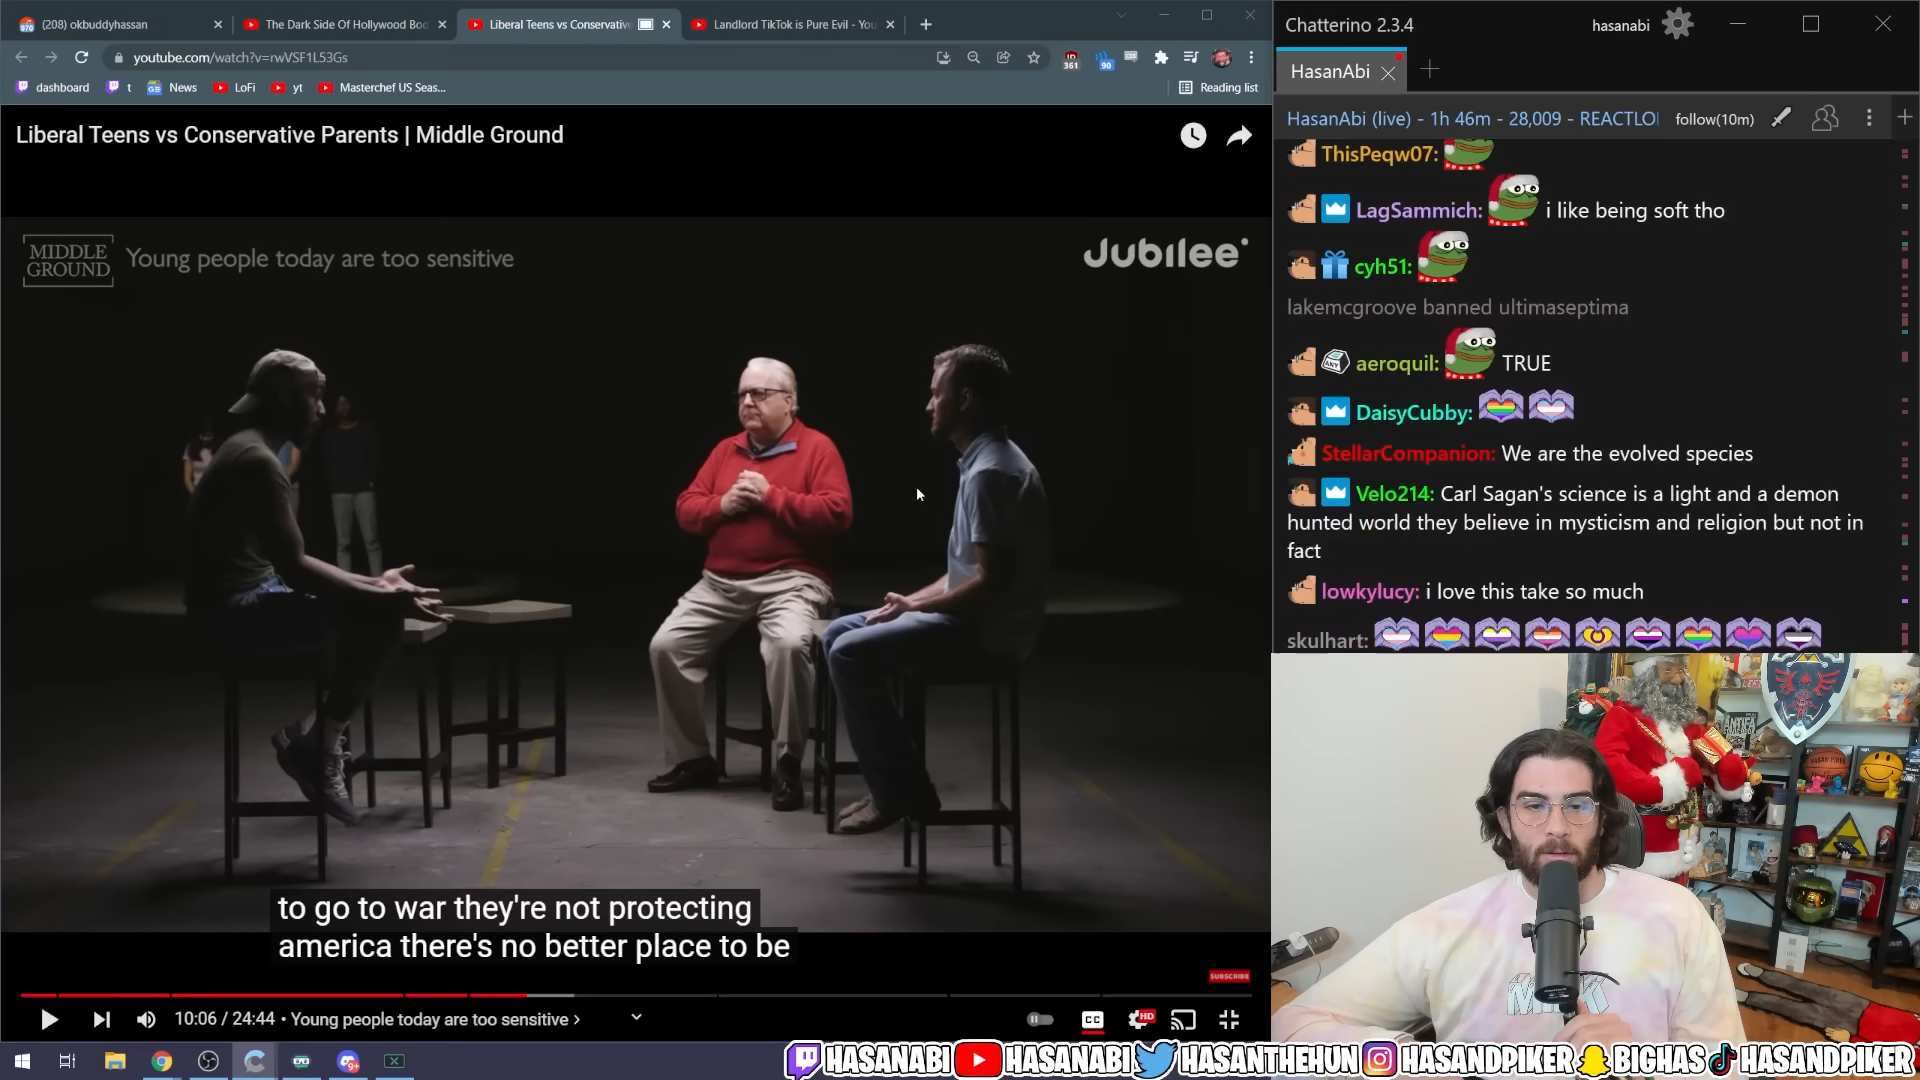 (208) okbuddyhassan
The Dark Side Of Hollywood Bod
Liberal Teens vs Conservative
Landlord TikTok is Pure Evil - You
youtube.com/watch?v=rwVSF1L53Gs
361
90
dashboard
t
News
LoFi
yt
Masterchef US Seas...
Reading list
Liberal Teens vs Conservative Parents | Middle Ground
MIDDLE
GROUND
Young people today are too sensitive
Jubilee
to go to war they're not protecting
america there's no better place to be
SUBSCRIBE
10:06 / 24:44 • Young people today are too sensitive >
CC
HD
Chatterino 2.3.4
hasanabi
HasanAbi
HasanAbi (live) - 1h 46m - 28,009 - REACTLO
follow(10m)
ThisPeqw07:
LagSammich: i like being soft tho
cyh51:
lakemcgroove banned ultimaseptima
aeroquil: TRUE
DaisyCubby:
StellarCompanion: We are the evolved species
Velo214: Carl Sagan's science is a light and a demon
hunted world they believe in mysticism and religion but not in
fact
lowkylucy: i love this take so much
skulhart:
ANTIFA
HASANABI
HASANABI
HASANTHEHUN
HASANDPIKER
BIGHAS
HASANDPIKER